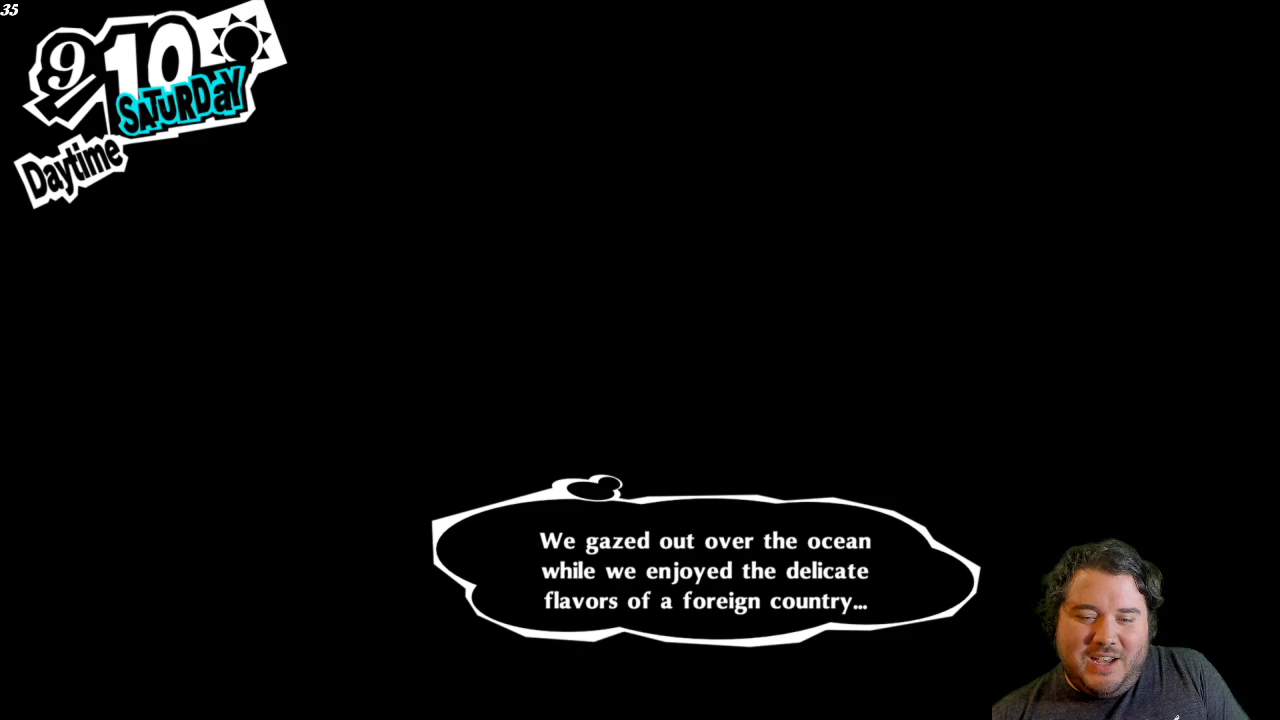 35
9/10
SATURDaY
Daytime
We gazed out over the ocean
while we enjoyed the delicate
flavors of a foreign country...